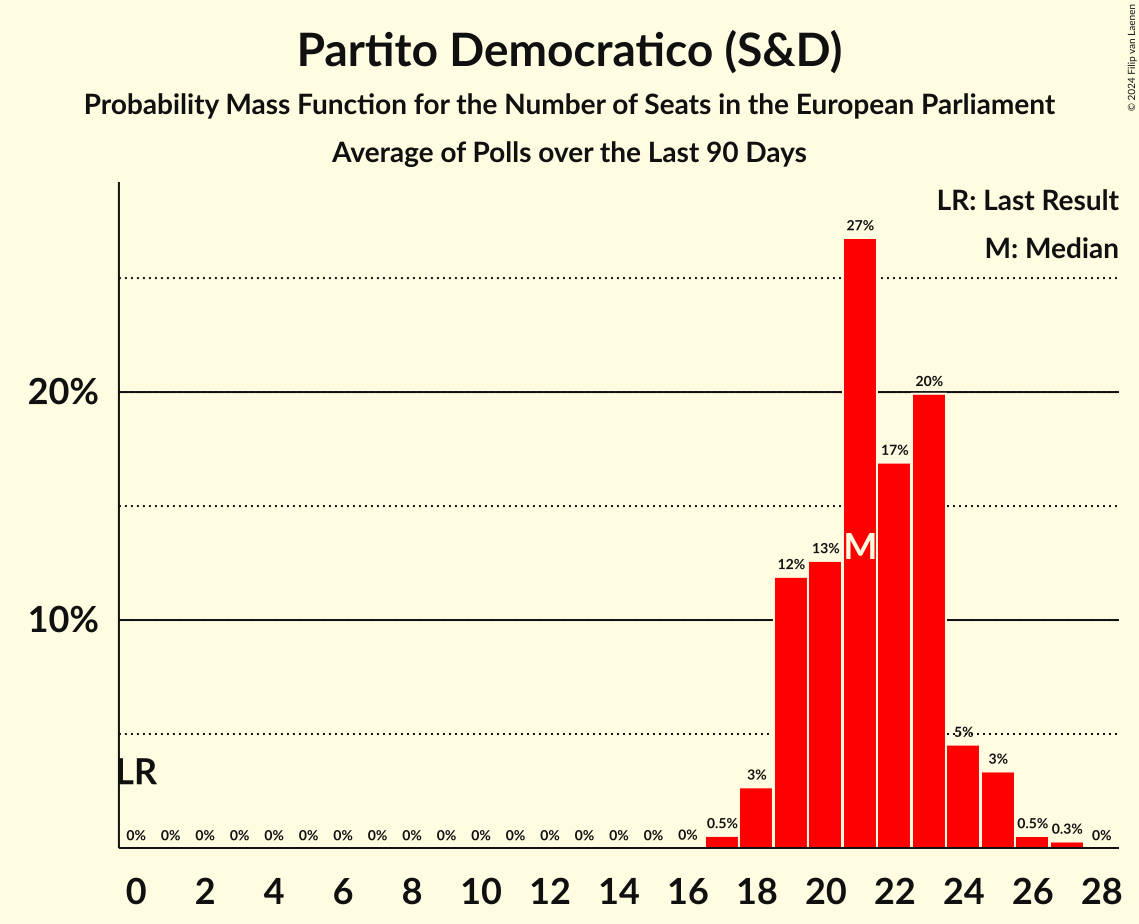 Partito Democratico (S&D)
Probability Mass Function for the Number of Seats in the European Parliament
Average of Polls over the Last 90 Days
© 2024 Filip van Laenen
LR: Last Result
M: Median
27%
20%
20%
17%
13%
12%
M
10%
5%
LR
3%
3%
0% 0% 0% 0% 0% 0% 0% 0% 0% 0% 0% 0% 0% 0% 0% 0% 0% 0.5% 0.5% 0.3% 0%
0 2 4 6 8 10 12 14 16 18 20 22 24 26 28